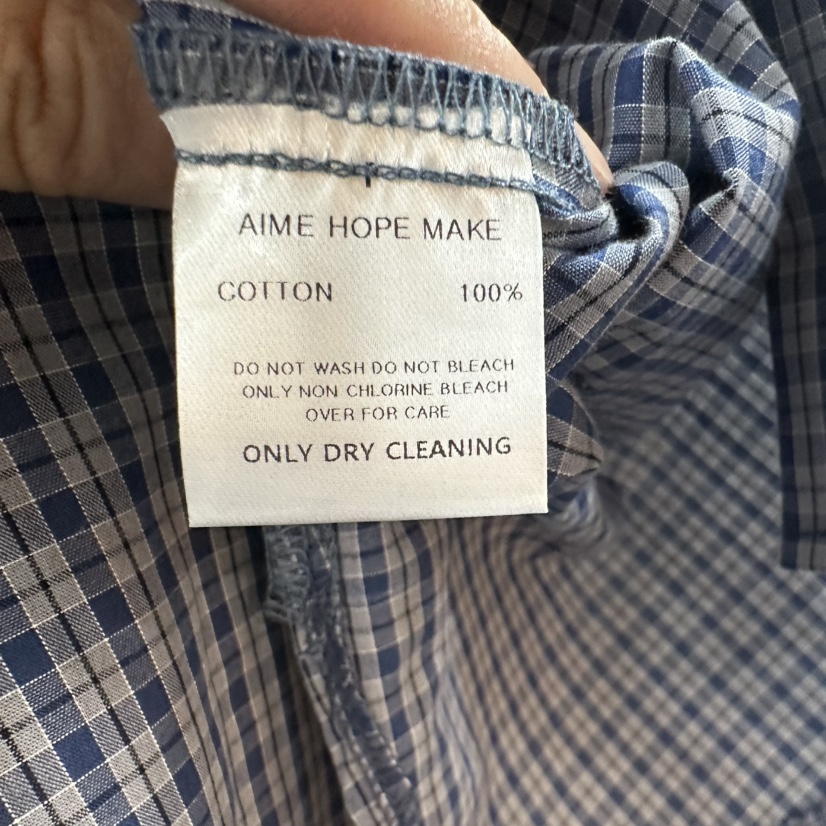 AIME HOPE MAKE
COTTON 100%
DO NOT WASH DO NOT BLEACH
ONLY NON CHLORINE BLEACH
OVER FOR CARE
ONLY DRY CLEANING